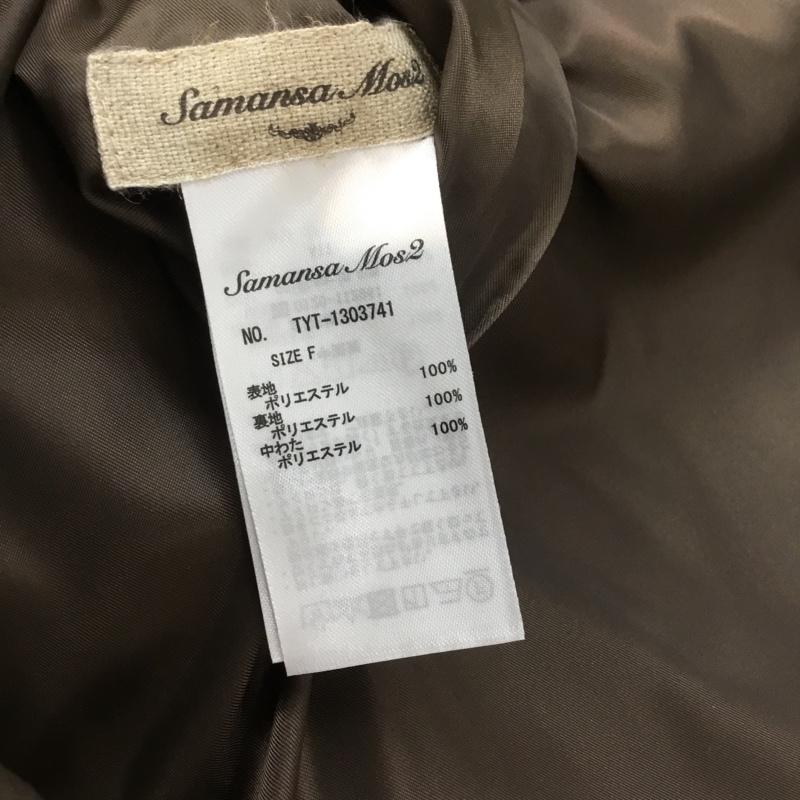 Samansa Mos2
Samansa Mos2
NO. TYT-1303741
SIZE F
表地
ポリエステル 100%
裏地
ポリエステル 100%
中わた
ポリエステル 100%